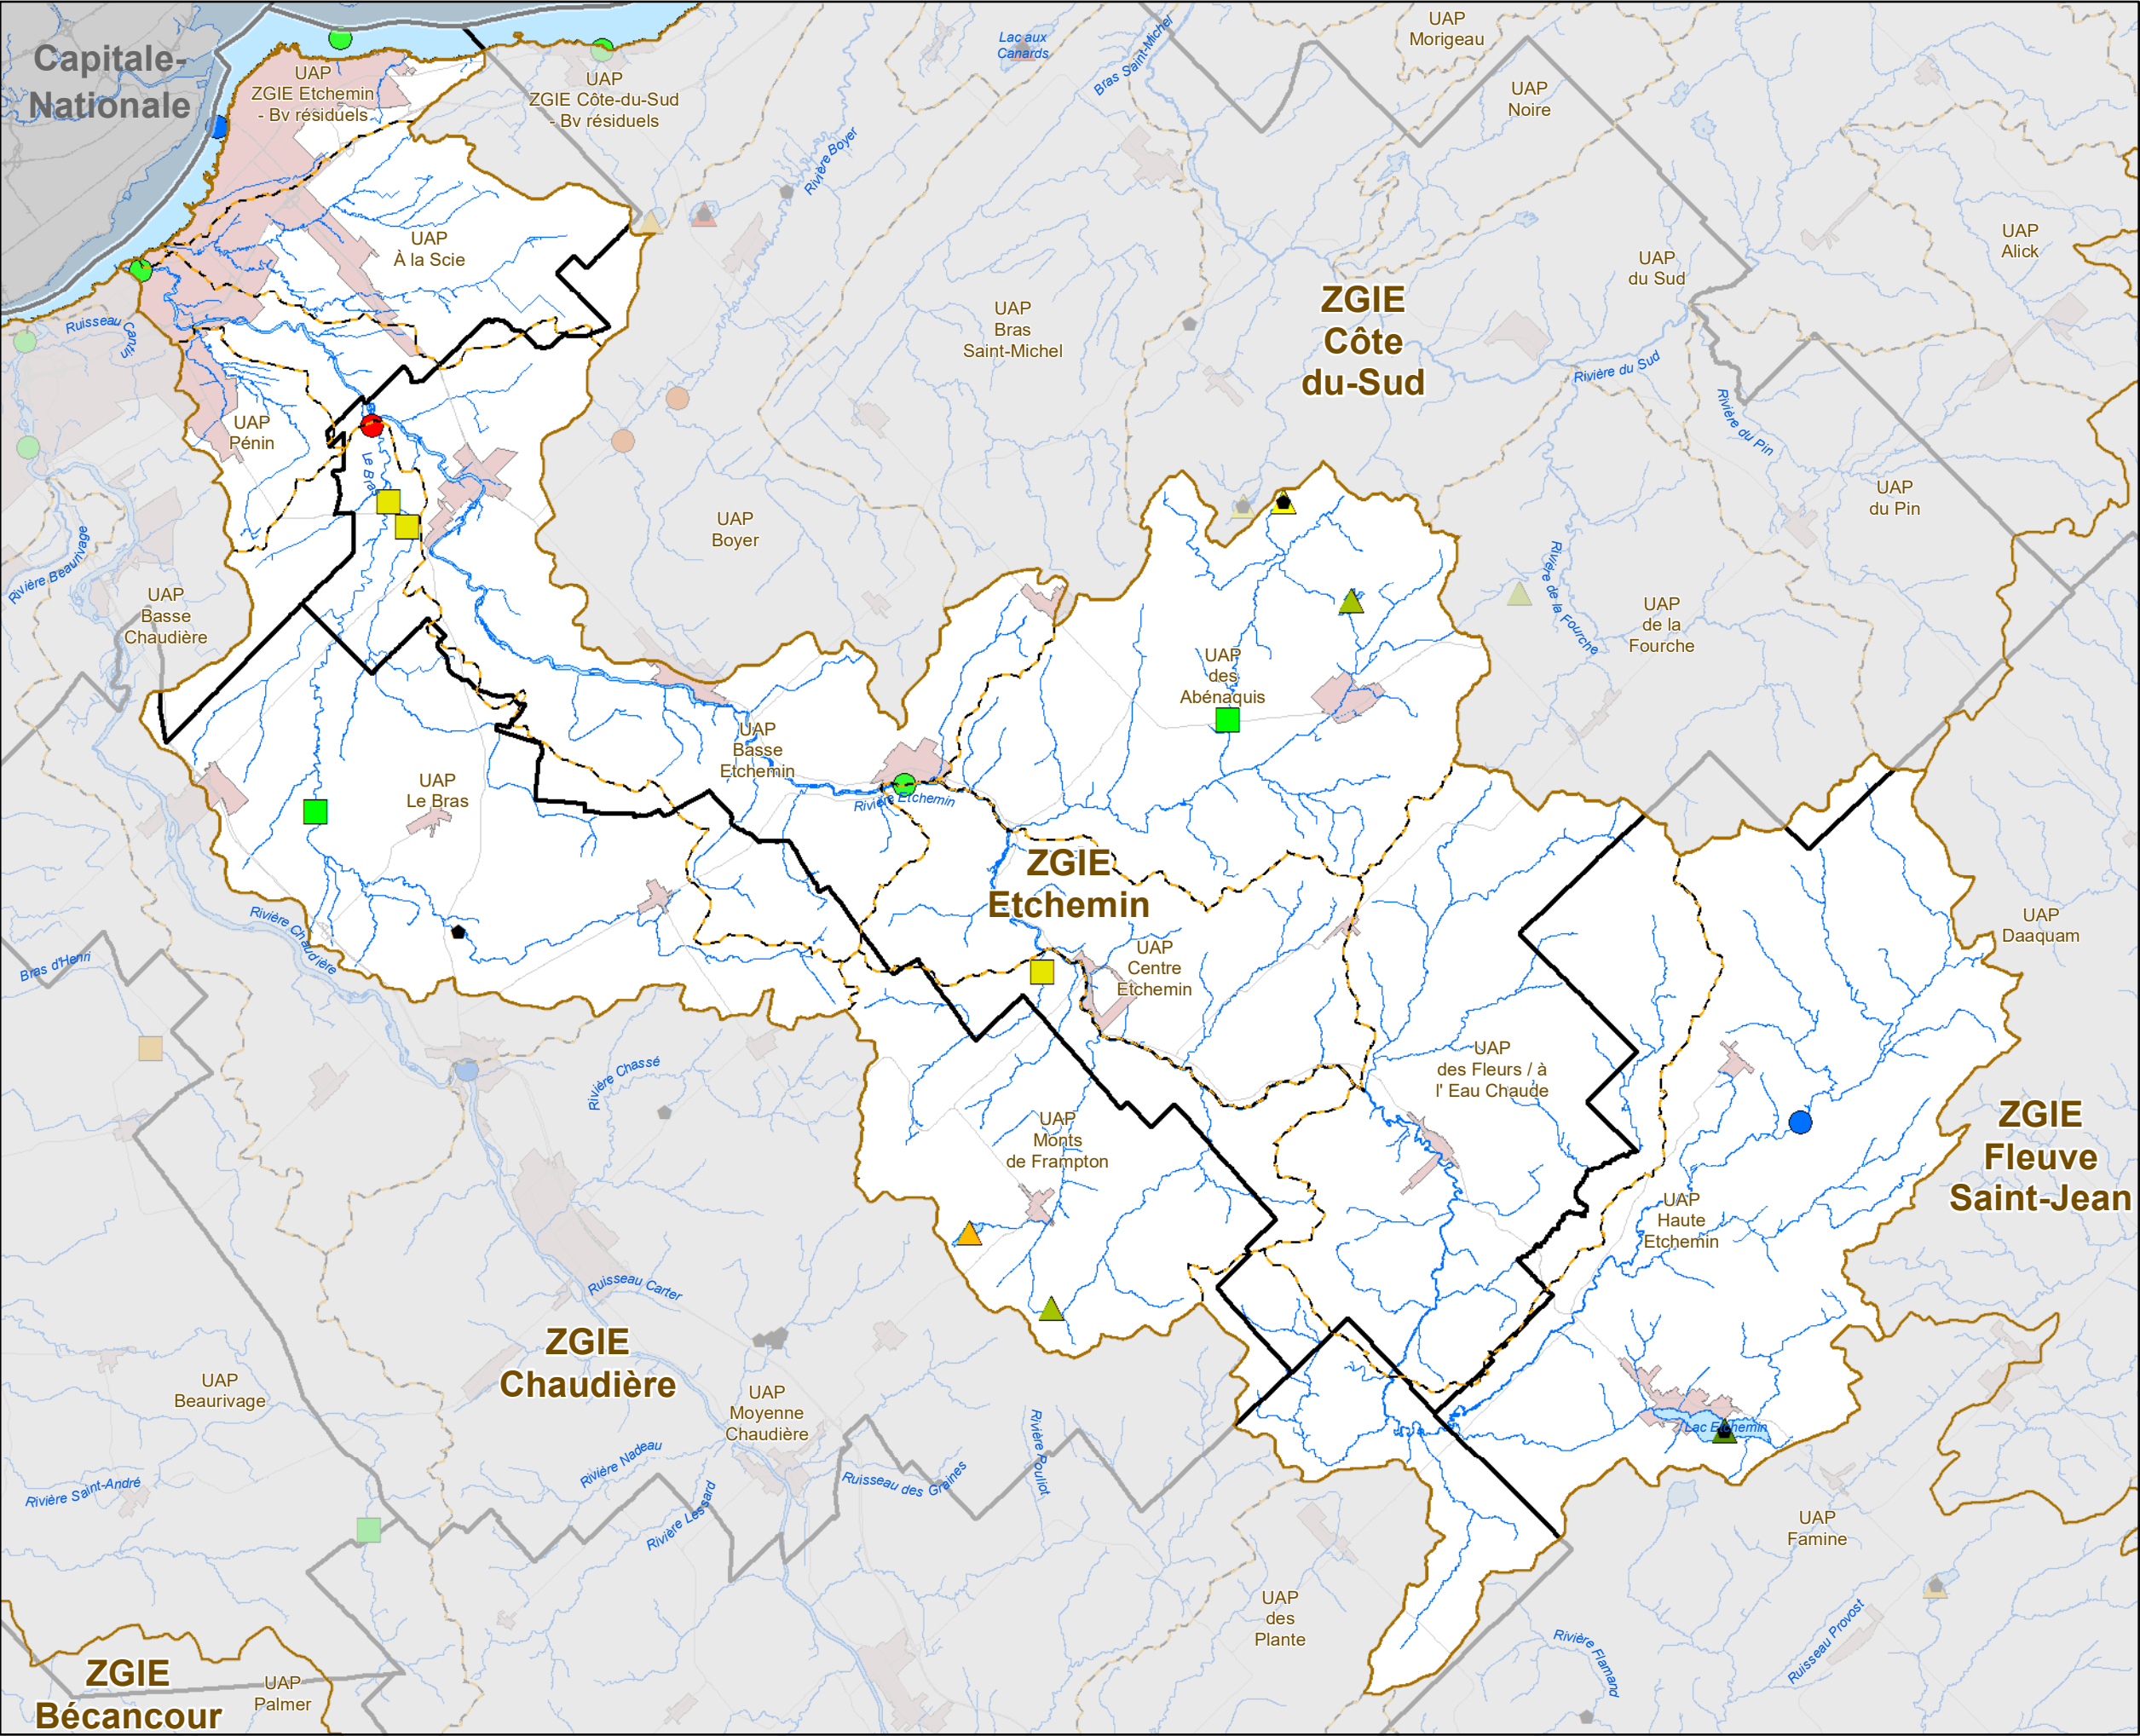 Capitale-
Nationale
UAP
ZGIE Etchemin
- Bv résiduels
UAP
ZGIE Côte-du-Sud
- Bv résiduels
Lac aux
Canards
Bras Saint-Michel
UAP
Morigeau
UAP
Noire
Rivière Boyer
UAP
À la Scie
UAP
du Sud
UAP
Alick
Ruisseau Cantin
UAP
Bras
Saint-Michel
ZGIE
Côte
du-Sud
Rivière du Sud
Rivière du Pin
UAP
Pénin
Le Bras
UAP
Boyer
UAP
du Pin
Rivière Beaurivage
UAP
Basse
Chaudière
Rivière de la Fourche
UAP
de la
Fourche
UAP
des
Abénaquis
UAP
Basse
Etchemin
UAP
Le Bras
Rivière Etchemin
ZGIE
Etchemin
Rivière Chaudière
Bras d'Henri
UAP
Daaquam
UAP
Centre
Etchemin
UAP
des Fleurs / à
l' Eau Chaude
Rivière Chassé
UAP
Monts
de Frampton
ZGIE
Fleuve
Saint-Jean
UAP
Haute
Etchemin
Ruisseau Carter
ZGIE
Chaudière
UAP
Beaurivage
UAP
Moyenne
Chaudière
Lac Etchemin
Rivière Nadeau
Ruisseau des Graines
Rivière Pouliot
Rivière Saint-André
Rivière Lessard
UAP
Famine
UAP
des
Plante
Rivière Flamand
Ruisseau Provost
ZGIE
Bécancour
UAP
Palmer